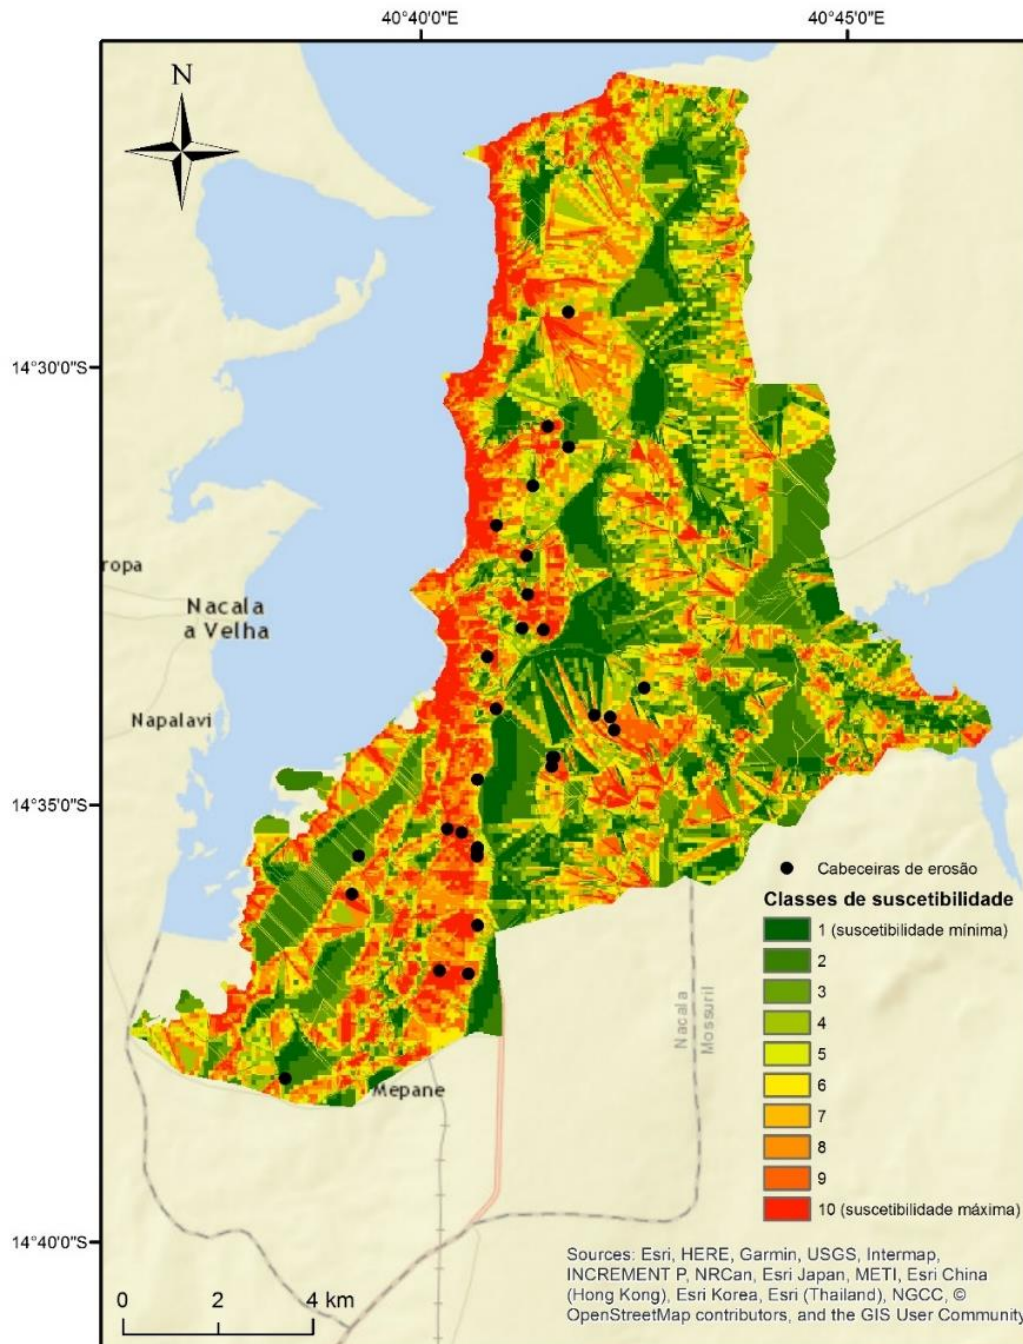 40°40'0"E
40°45'0"E
N
14°30'0"S
ropa
Nacala
a Velha
Napalavi
14°35'0"S
Cabeceiras de erosão
Classes de suscetibilidade
1 (suscetibilidade mínima)
2
3
4
5
6
7
8
9
10 (suscetibilidade máxima)
Nacala
Mossuril
Mepane
14°40'0"S
0 2 4 km
Sources: Esri, HERE, Garmin, USGS, Intermap,
INCREMENT P, NRCan, Esri Japan, METI, Esri China
(Hong Kong), Esri Korea, Esri (Thailand), NGCC, ©
OpenStreetMap contributors, and the GIS User Community